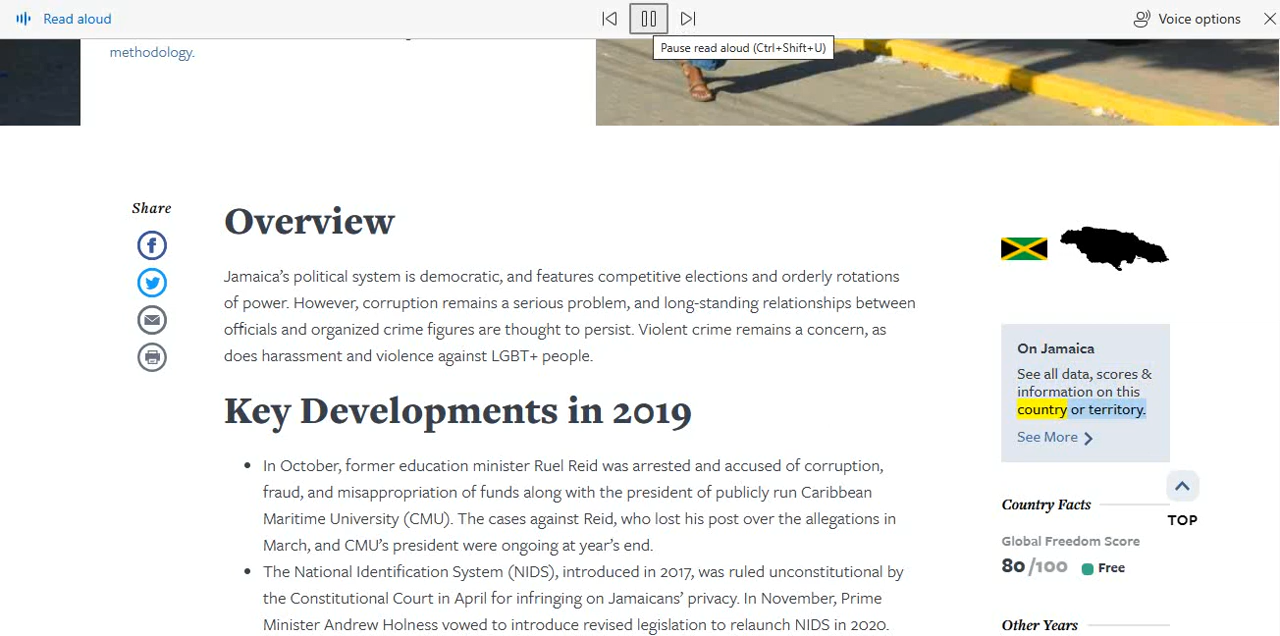 Read aloud
Voice options
Pause read aloud (Ctrl+Shift+U)
methodology.
Share
Overview
Jamaica's political system is democratic, and features competitive elections and orderly rotations
of power. However, corruption remains a serious problem, and long-standing relationships between
officials and organized crime figures are thought to persist. Violent crime remains a concern, as
does harassment and violence against LGBT+ people.
Key Developments in 2019
• In October, former education minister Ruel Reid was arrested and accused of corruption,
fraud, and misappropriation of funds along with the president of publicly run Caribbean
Maritime University (CMU). The cases against Reid, who lost his post over the allegations in
March, and CMU's president were ongoing at year's end.
• The National Identification System (NIDS), introduced in 2017, was ruled unconstitutional by
the Constitutional Court in April for infringing on Jamaicans' privacy. In November, Prime
Minister Andrew Holness vowed to introduce revised legislation to relaunch NIDS in 2020.
On Jamaica
See all data, scores &
information on this
country or territory.
See More
TOP
Country Facts
Global Freedom Score
80/100 Free
Other Years